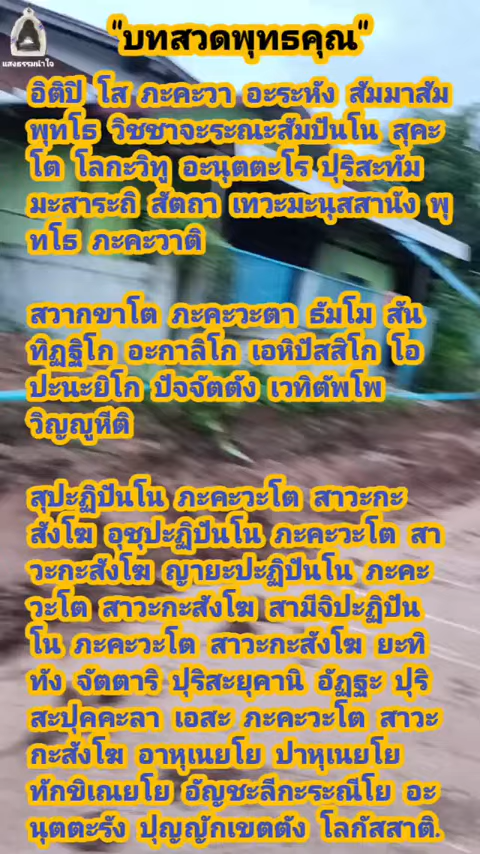 "บทสวดพุทธคุณ"
แสงธรรมนำใจ
อิติปิ โส ภะคะวา อะระหัง สัมมาสัม
พุทโธ วิชชาจะระณะสัมปันโน สุคะ
โต โลกะวิทู อะนุตตะโร ปุริสะทัม
มะสาระถิ สัตถา เทวะมะนุสสานัง พุ
ทโธ ภะคะวาติ
สวากขาโต ภะคะวะตา ธัมโม สัน
ทิฏฐิโก อะกาลิโก เอหิปัสสิโก โอ
ปะนะยิโก ปัจจัตตัง เวทิตัพโพ
วิญญูหีติ
สุปะฏิปันโน ภะคะวะโต สาวะกะ
สังโฆ อุชุปะฏิปันโน ภะคะวะโต สา
วะกะสังโฆ ญายะปะฏิปันโน ภะคะ
วะโต สาวะกะสังโฆ สามีจิปะฏิปัน
โน ภะคะวะโต สาวะกะสังโฆ ยะทิ
ทัง จัตตาริ ปุริสะยุคานิ อัฏฐะ ปุริ
สะปุคคะลา เอสะ ภะคะวะโต สาวะ
กะสังโฆ อาหุเนยโย ปาหุเนยโย
ทักขิเณยโย อัญชะลีกะระณีโย อะ
นุตตะรัง ปุญญักเขตตัง โลกัสสาติ.